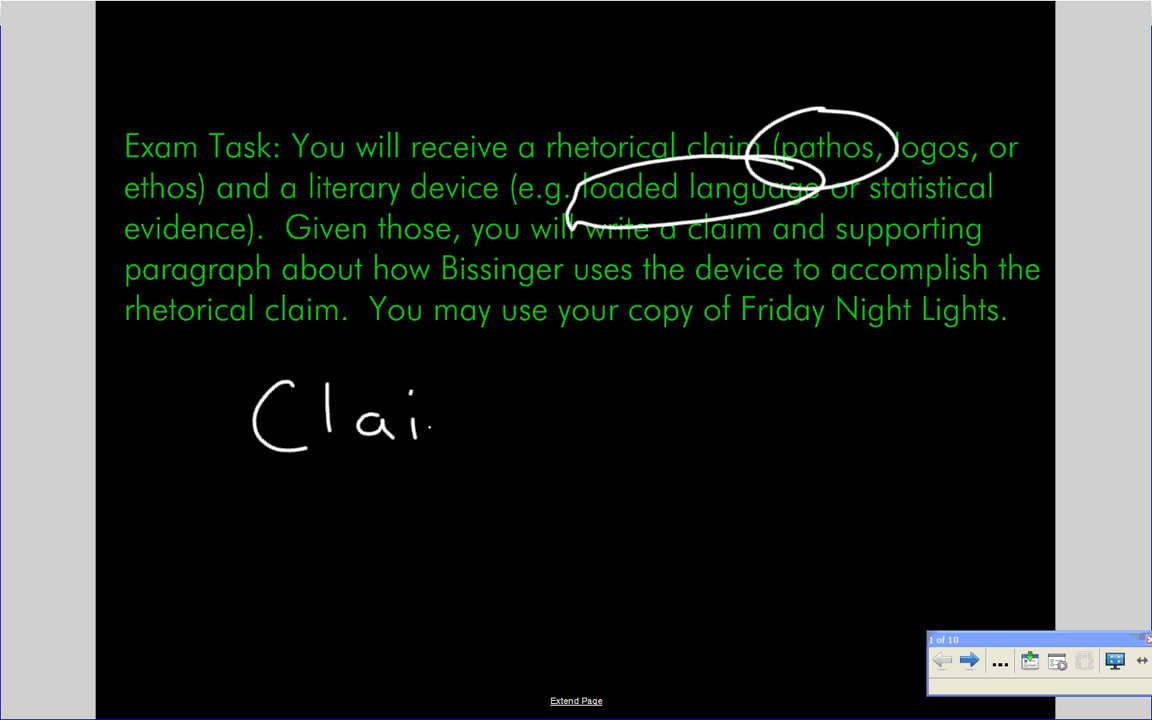 Exam Task: You will receive a rhetorical claim (pathos, logos, or
ethos) and a literary device (e.g. loaded language or statistical
evidence).  Given those, you will write a claim and supporting
paragraph about how Bissinger uses the device to accomplish the
rhetorical claim.  You may use your copy of Friday Night Lights.
Clai
1 of 10
...
Extend Page